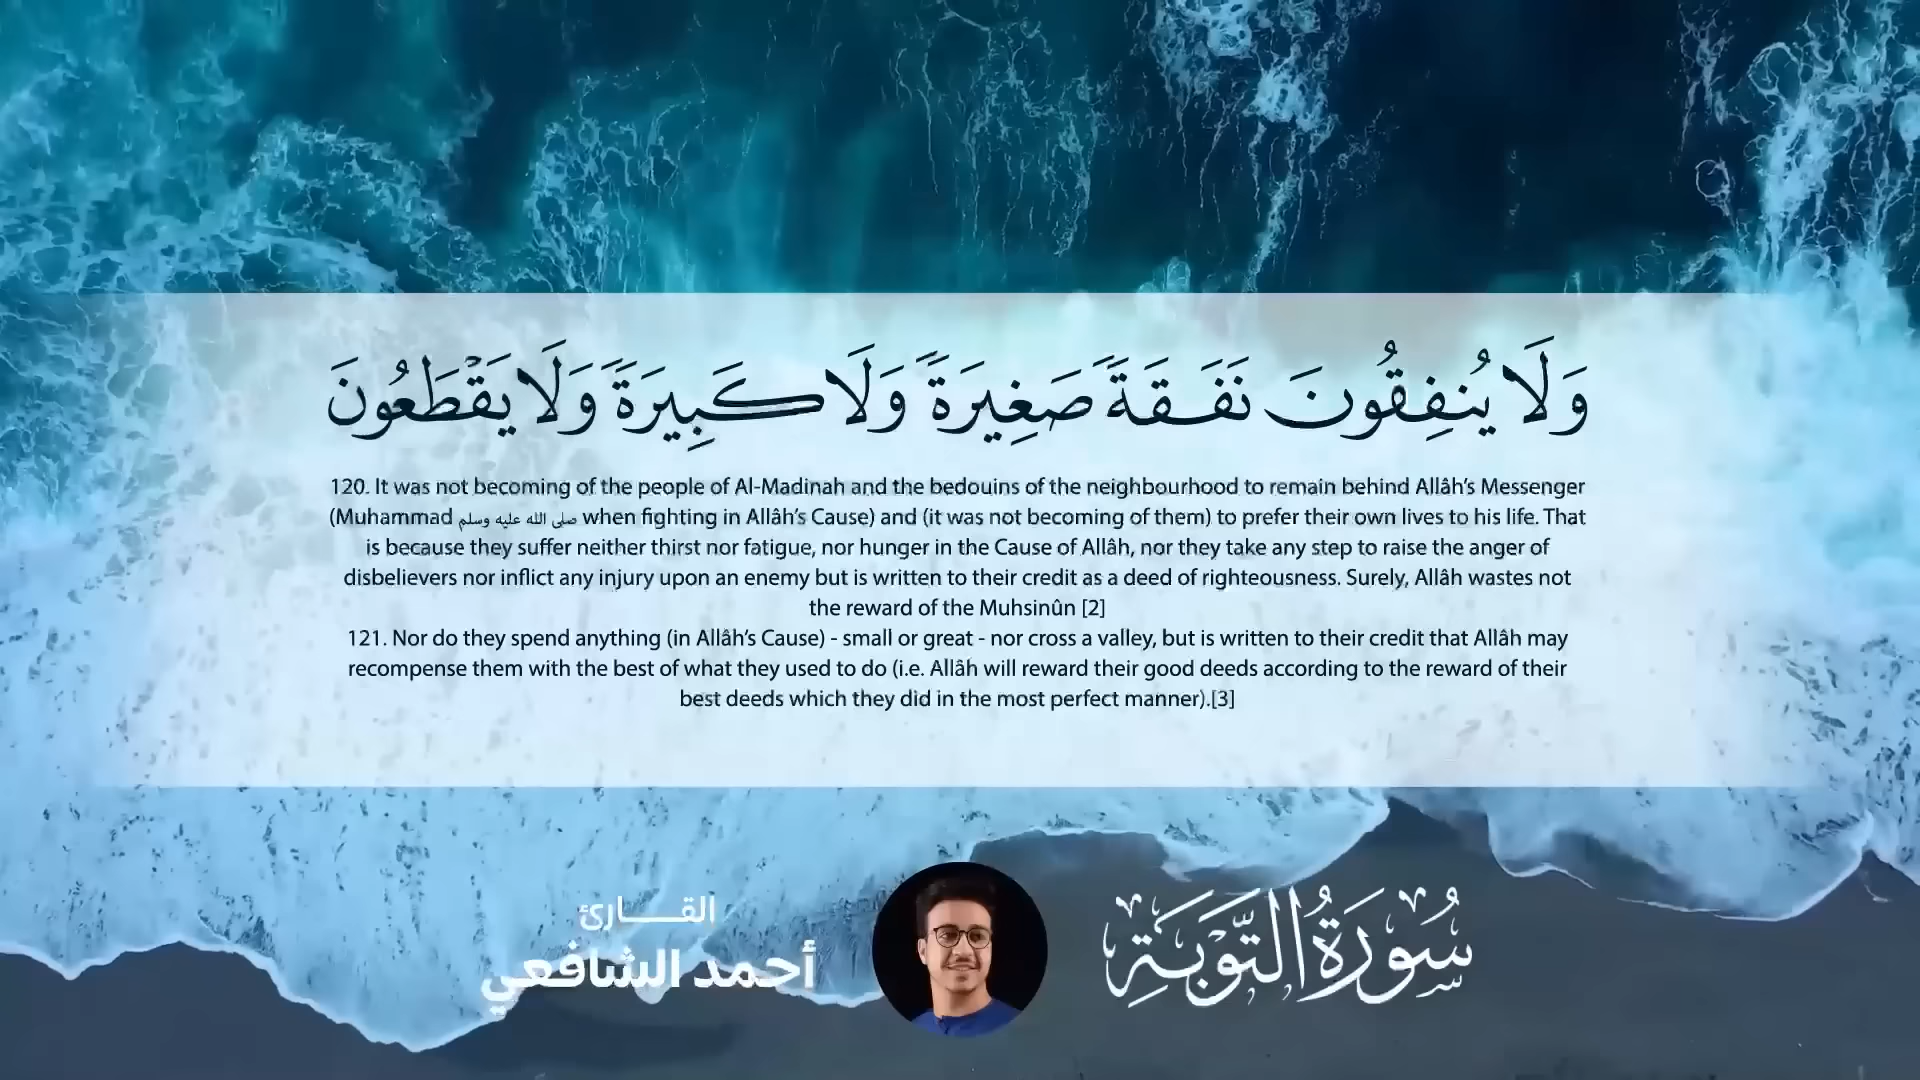 وَلَا يُنفِقُونَ نَفَقَةً صَغِيرَةً وَلَا كَبِيرَةً وَلَا يَقْطَعُونَ
120. It was not becoming of the people of Al-Madinah and the bedouins of the neighbourhood to remain behind Allâh's Messenger
(Muhammad صلى الله عليه وسلم when fighting in Allâh's Cause) and (it was not becoming of them) to prefer their own lives to his life. That
is because they suffer neither thirst nor fatigue, nor hunger in the Cause of Allâh, nor they take any step to raise the anger of
disbelievers nor inflict any injury upon an enemy but is written to their credit as a deed of righteousness. Surely, Allâh wastes not
the reward of the Muhsinûn [2]
121. Nor do they spend anything (in Allâh's Cause) - small or great - nor cross a valley, but is written to their credit that Allâh may
recompense them with the best of what they used to do (i.e. Allâh will reward their good deeds according to the reward of their
best deeds which they did in the most perfect manner).[3]
سُورَةُ التَّوْبَةِ
القـــارئ
أحمد الشافعي